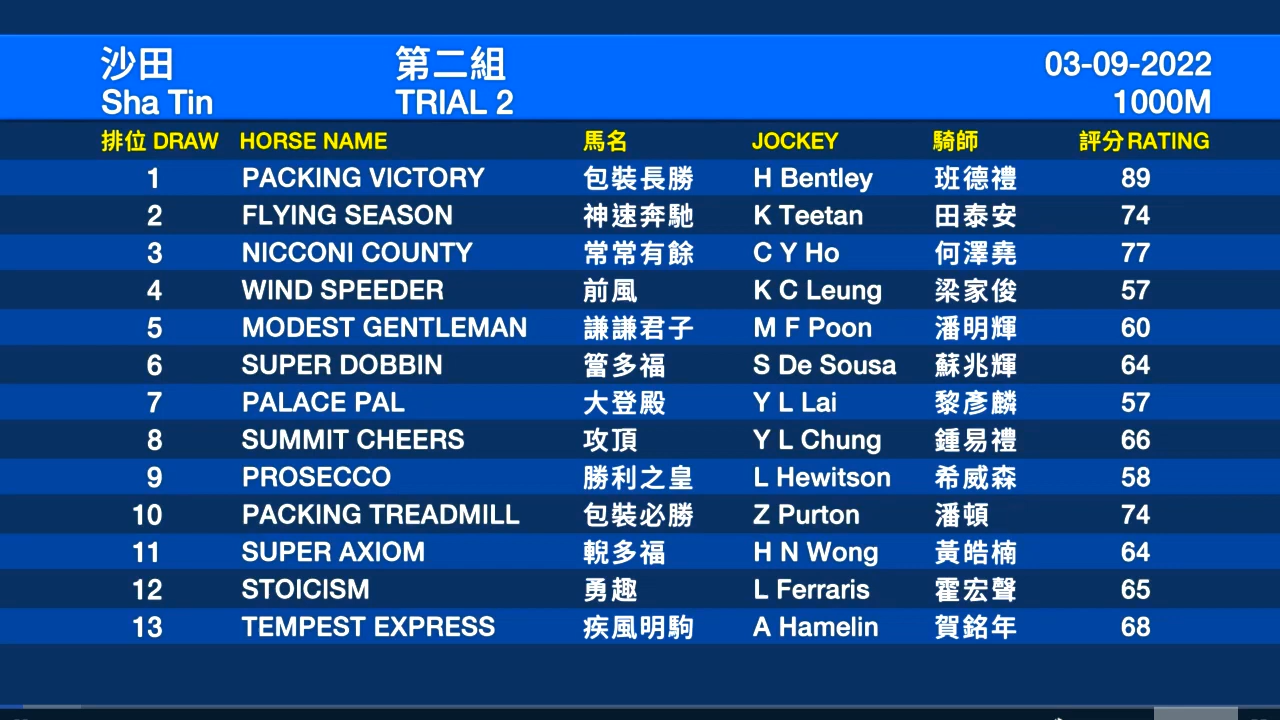 沙田 第二組 03-09-2022
Sha Tin TRIAL 2 1000M
排位 DRAW HORSE NAME 馬名 JOCKEY 騎師 評分 RATING
1 PACKING VICTORY 包裝長勝 H Bentley 班德禮 89
2 FLYING SEASON 神速奔馳 K Teetan 田泰安 74
3 NICCONI COUNTY 常常有餘 C Y Ho 何澤堯 77
4 WIND SPEEDER 前風 K C Leung 梁家俊 57
5 MODEST GENTLEMAN 謙謙君子 M F Poon 潘明輝 60
6 SUPER DOBBIN 當多福 S De Sousa 蘇兆輝 64
7 PALACE PAL 大登殿 Y L Lai 黎彥麟 57
8 SUMMIT CHEERS 攻頂 Y L Chung 鍾易禮 66
9 PROSECCO 勝利之皇 L Hewitson 希威森 58
10 PACKING TREADMILL 包裝必勝 Z Purton 潘頓 74
11 SUPER AXIOM 輗多福 H N Wong 黃皓楠 64
12 STOICISM 勇趣 L Ferraris 霍宏聲 65
13 TEMPEST EXPRESS 疾風明駒 A Hamelin 賀銘年 68